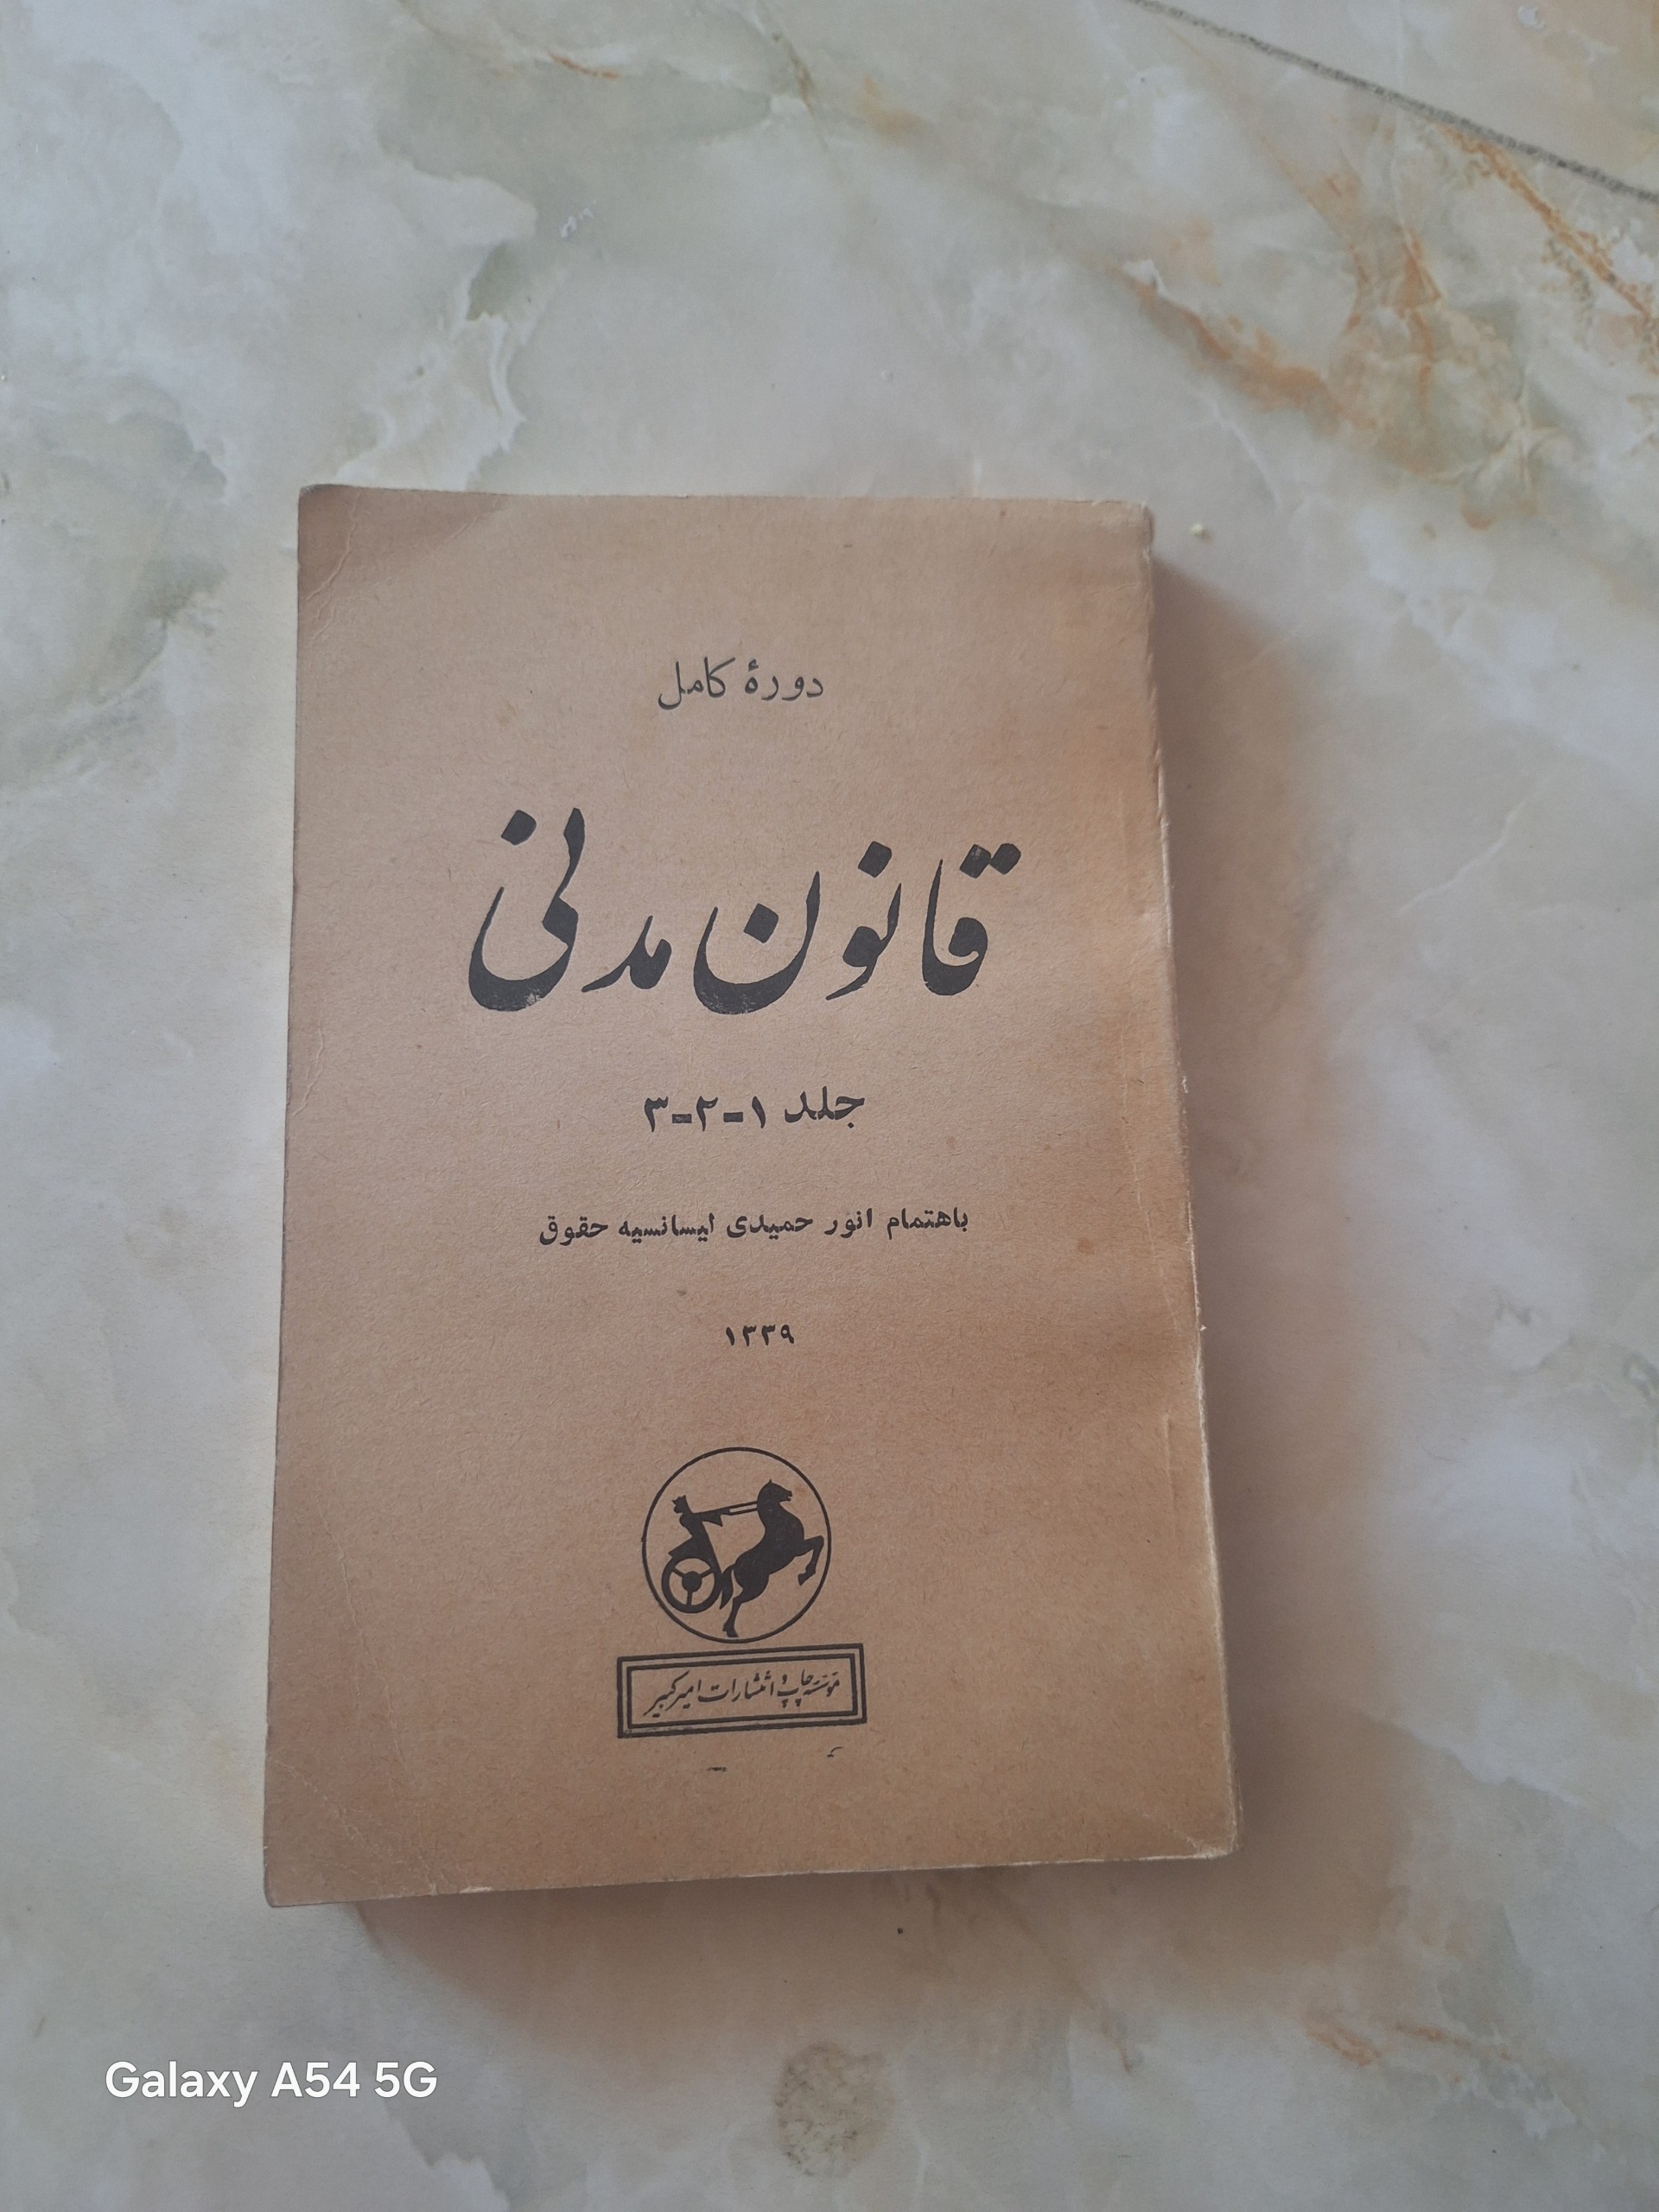 دورهٔ کامل
قانون مدنی
جلد ۱-۲-۳
باهتمام انور حمیدی لیسانسیه حقوق
۱۳۳۹
مؤسسه چاپ و انتشارات امیرکبیر
Galaxy A54 5G